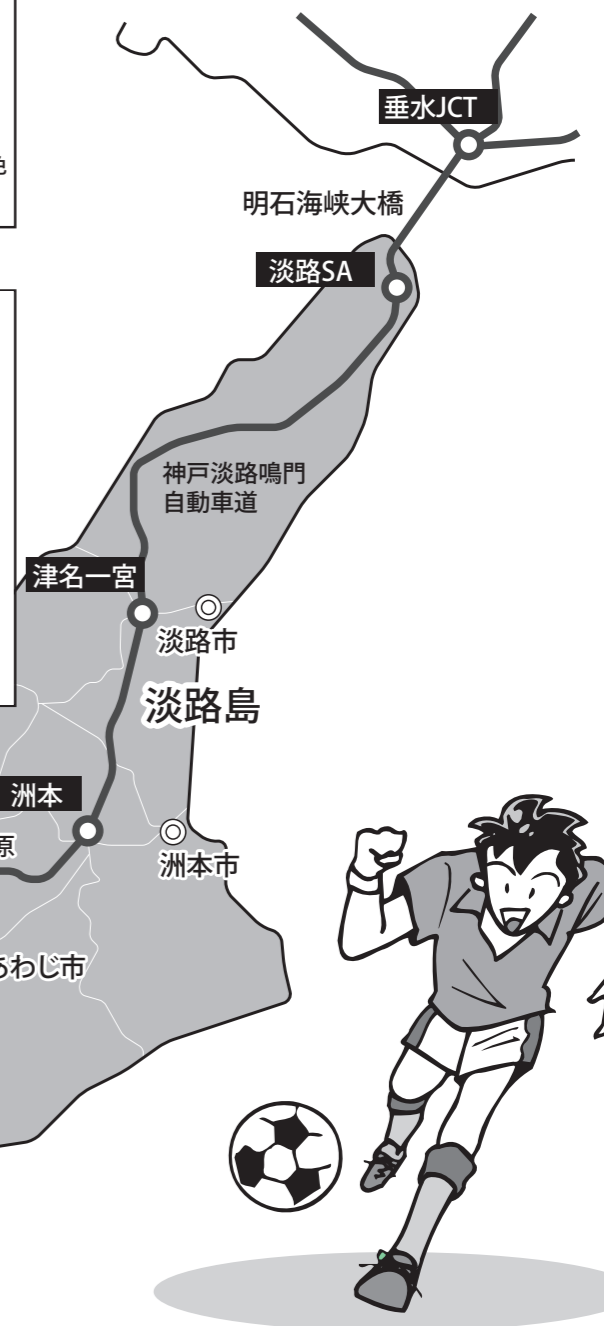 垂水JCT
色
明石海峡大橋
淡路SA
神戸淡路鳴門
自動車道
津名一宮
淡路市
淡路島
洲本
原
洲本市
あわじ市